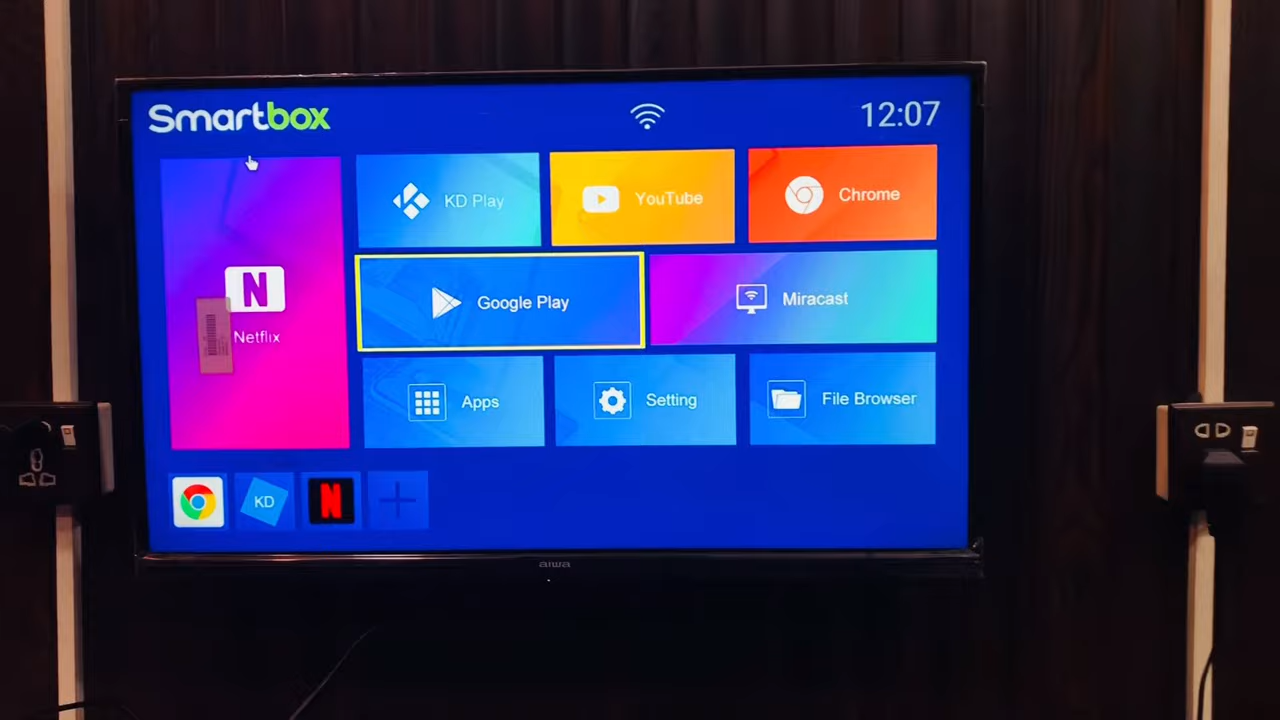 Smartbox
12:07
KD Play
YouTube
Chrome
N
Netflix
Google Play
Miracast
Apps
Setting
File Browser
KD
N
aiwa